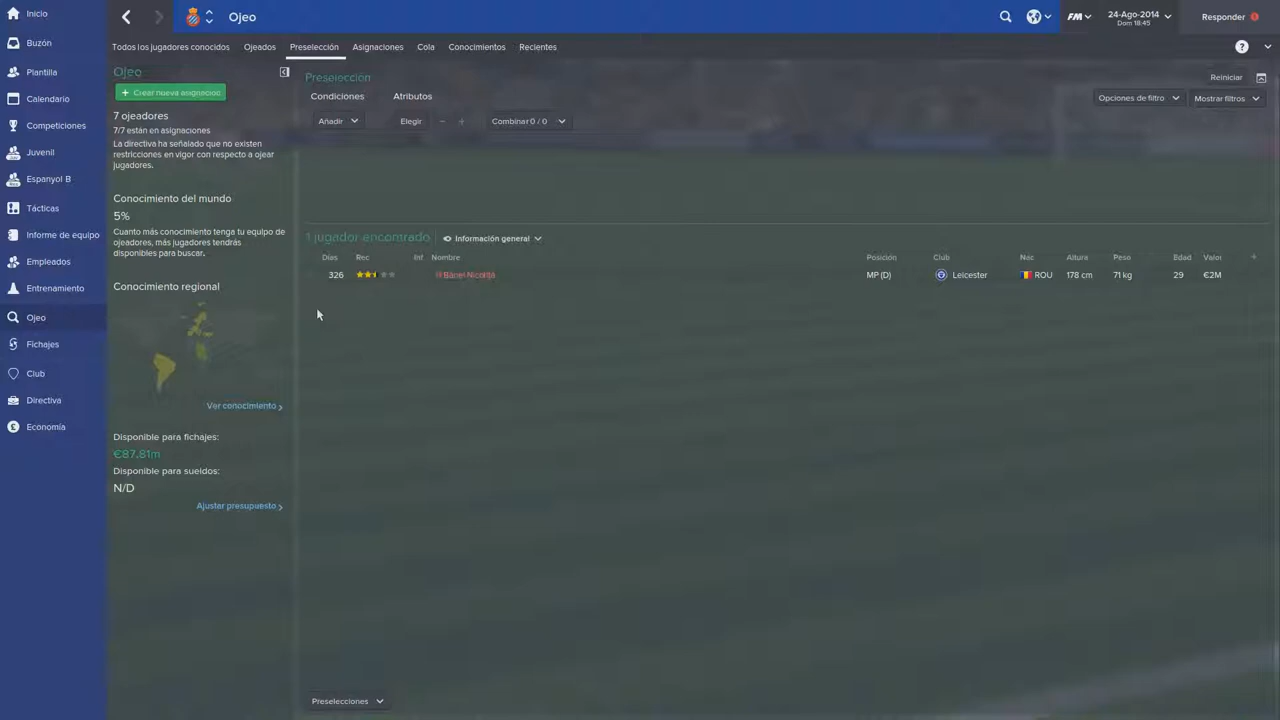 Inicio
Buzón
Plantilla
Calendario
Competiciones
Juvenil
Espanyol B
Tácticas
Informe de equipo
Empleados
Entrenamiento
Ojeo
Fichajes
Club
Directiva
Economía
Ojeo
FM
24-Ago-2014
Dom 18:45
Responder
Todos los jugadores conocidos Ojeados Preselección Asignaciones Cola Conocimientos Recientes
Ojeo
+ Crear nueva asignación
7 ojeadores
7/7 están en asignaciones
La directiva ha señalado que no existen
restricciones en vigor con respecto a ojear
jugadores.
Conocimiento del mundo
5%
Cuanto más conocimiento tenga tu equipo de
ojeadores, más jugadores tendrás
disponibles para buscar.
Conocimiento regional
Ver conocimiento
Disponible para fichajes:
€87.81m
Disponible para sueldos:
N/D
Ajustar presupuesto
Preselección
Reiniciar
Condiciones Atributos
Opciones de filtro Mostrar filtros
Añadir Elegir - + Combinar 0 / 0
1 jugador encontrado Información general
Días Rec Inf Nombre Posición Club Nac Altura Peso Edad Valor
326 Bănel Nicoliță MP (D) Leicester ROU 178 cm 71 kg 29 €2M
Preselecciones